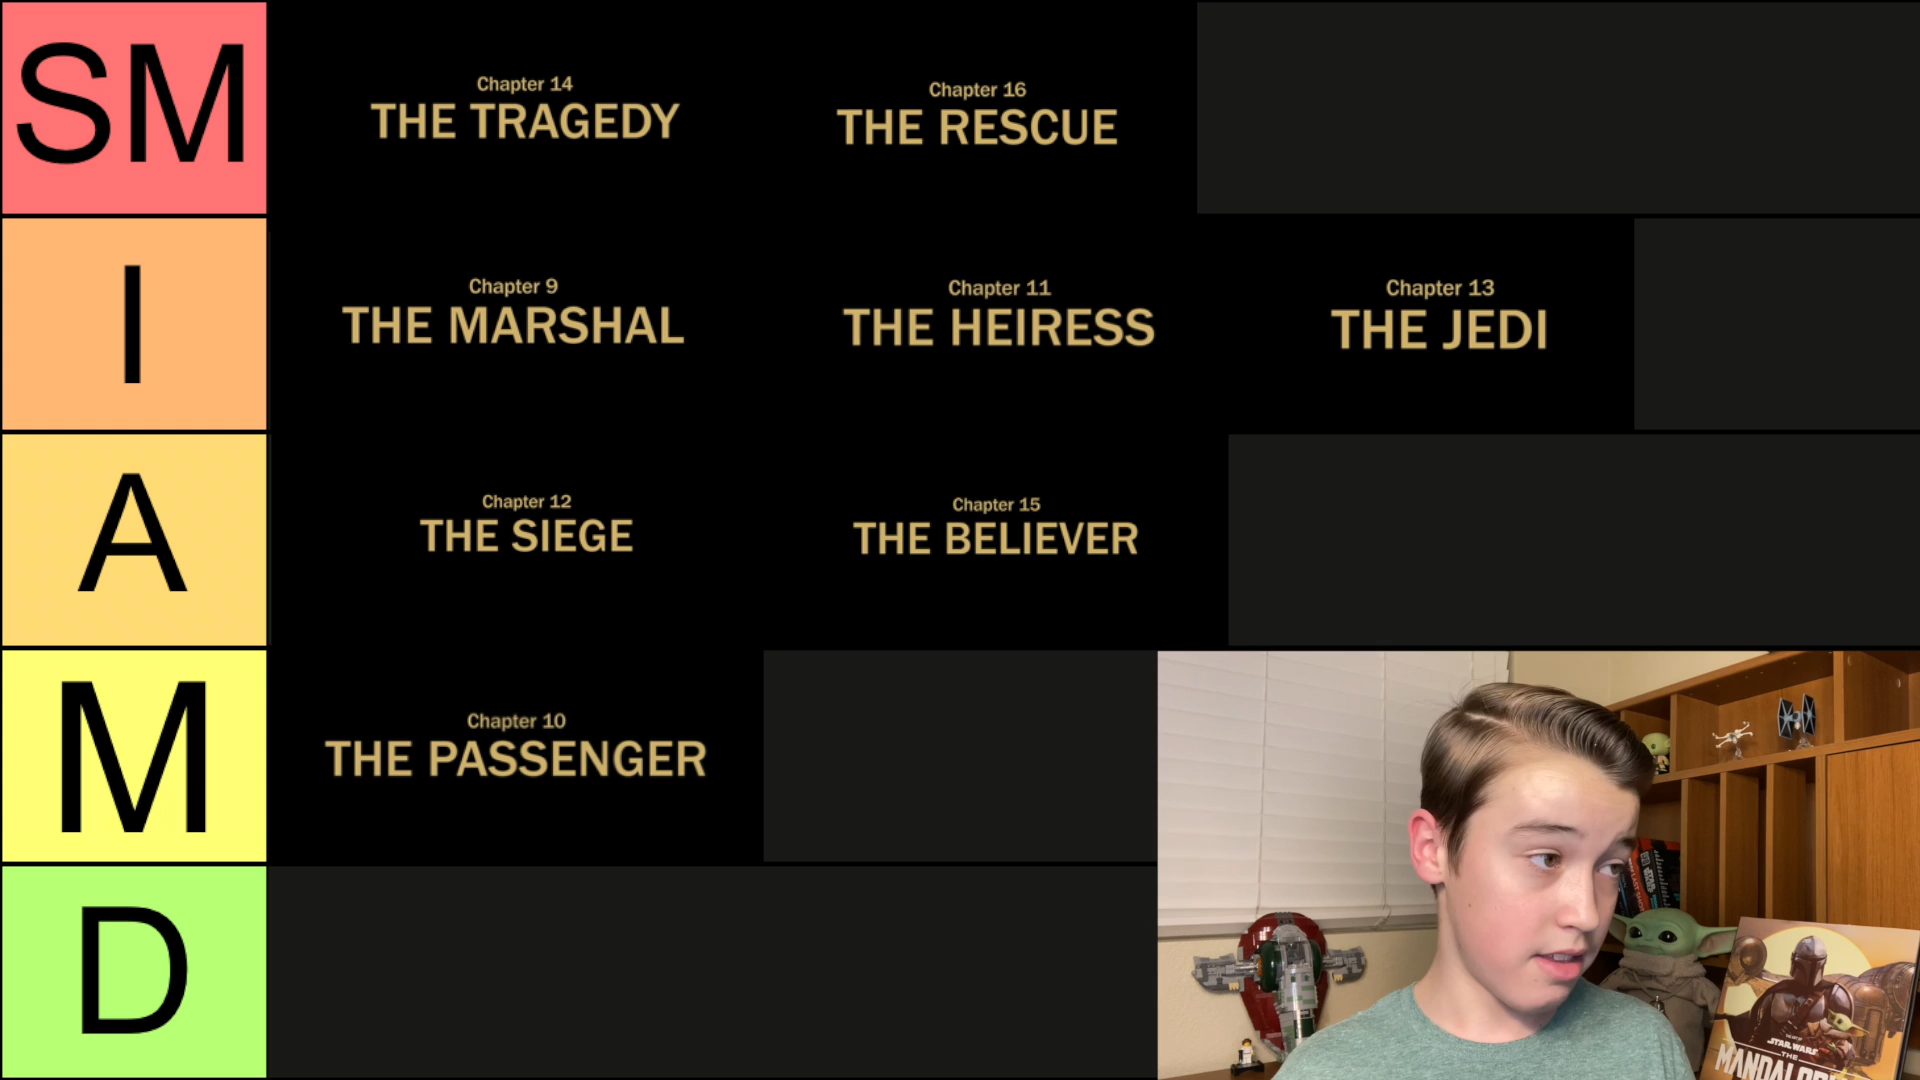 SM
Chapter 14
THE TRAGEDY
Chapter 16
THE RESCUE
I
Chapter 9
THE MARSHAL
Chapter 11
THE HEIRESS
Chapter 13
THE JEDI
A
Chapter 12
THE SIEGE
Chapter 15
THE BELIEVER
M
Chapter 10
THE PASSENGER
D
STAR WARS
THE